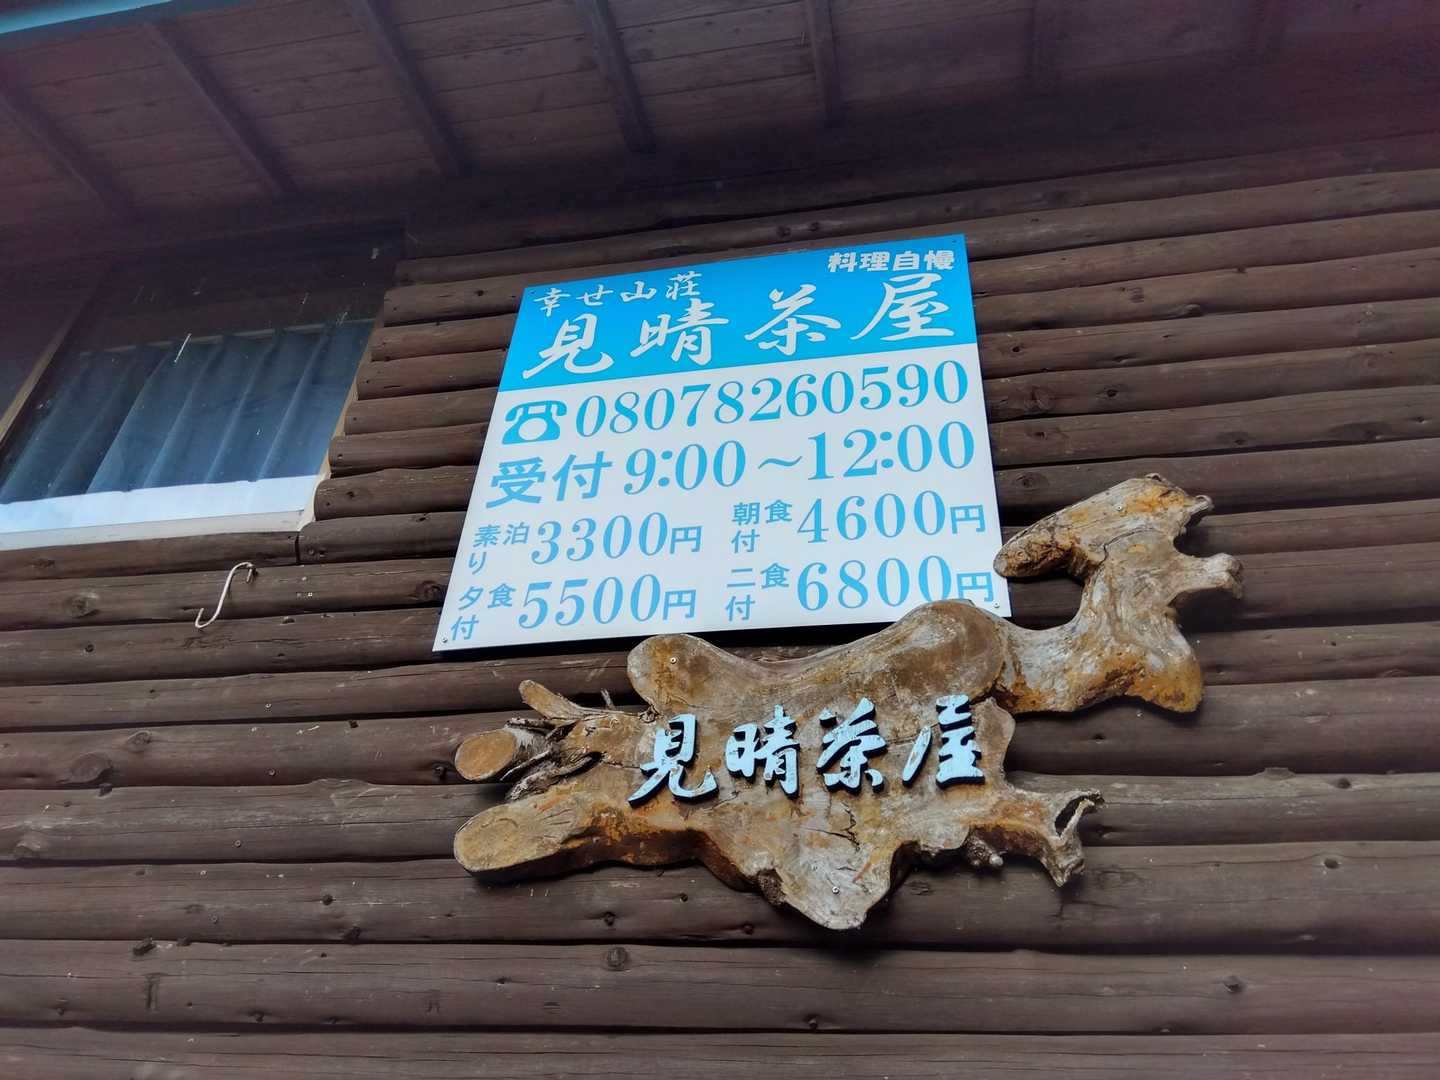 料理自慢
幸せ山荘
見晴茶屋
☎08078260590
受付9:00～12:00
素泊り3300円 朝食付4600円
夕食付5500円 二食付6800円
見晴茶屋